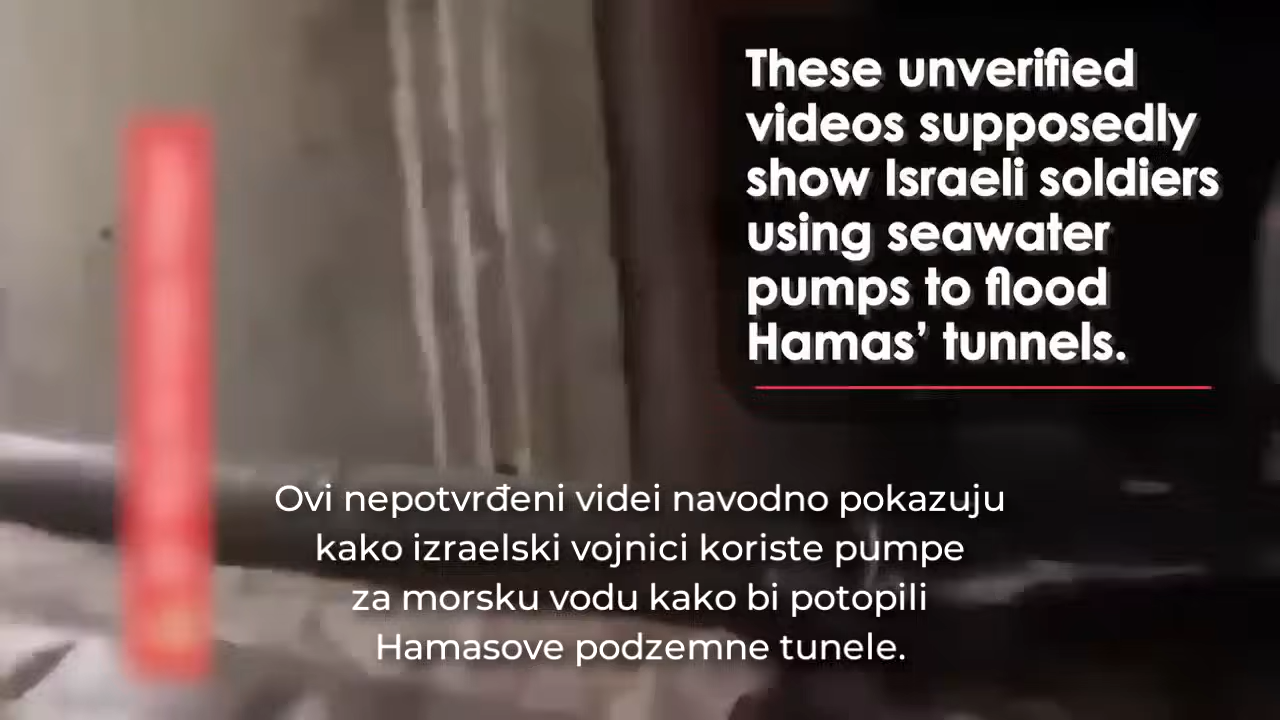 These unverified
videos supposedly
show Israeli soldiers
using seawater
pumps to flood
Hamas’ tunnels.
Ovi nepotvrđeni videi navodno pokazuju
kako izraelski vojnici koriste pumpe
za morsku vodu kako bi potopili
Hamasove podzemne tunele.